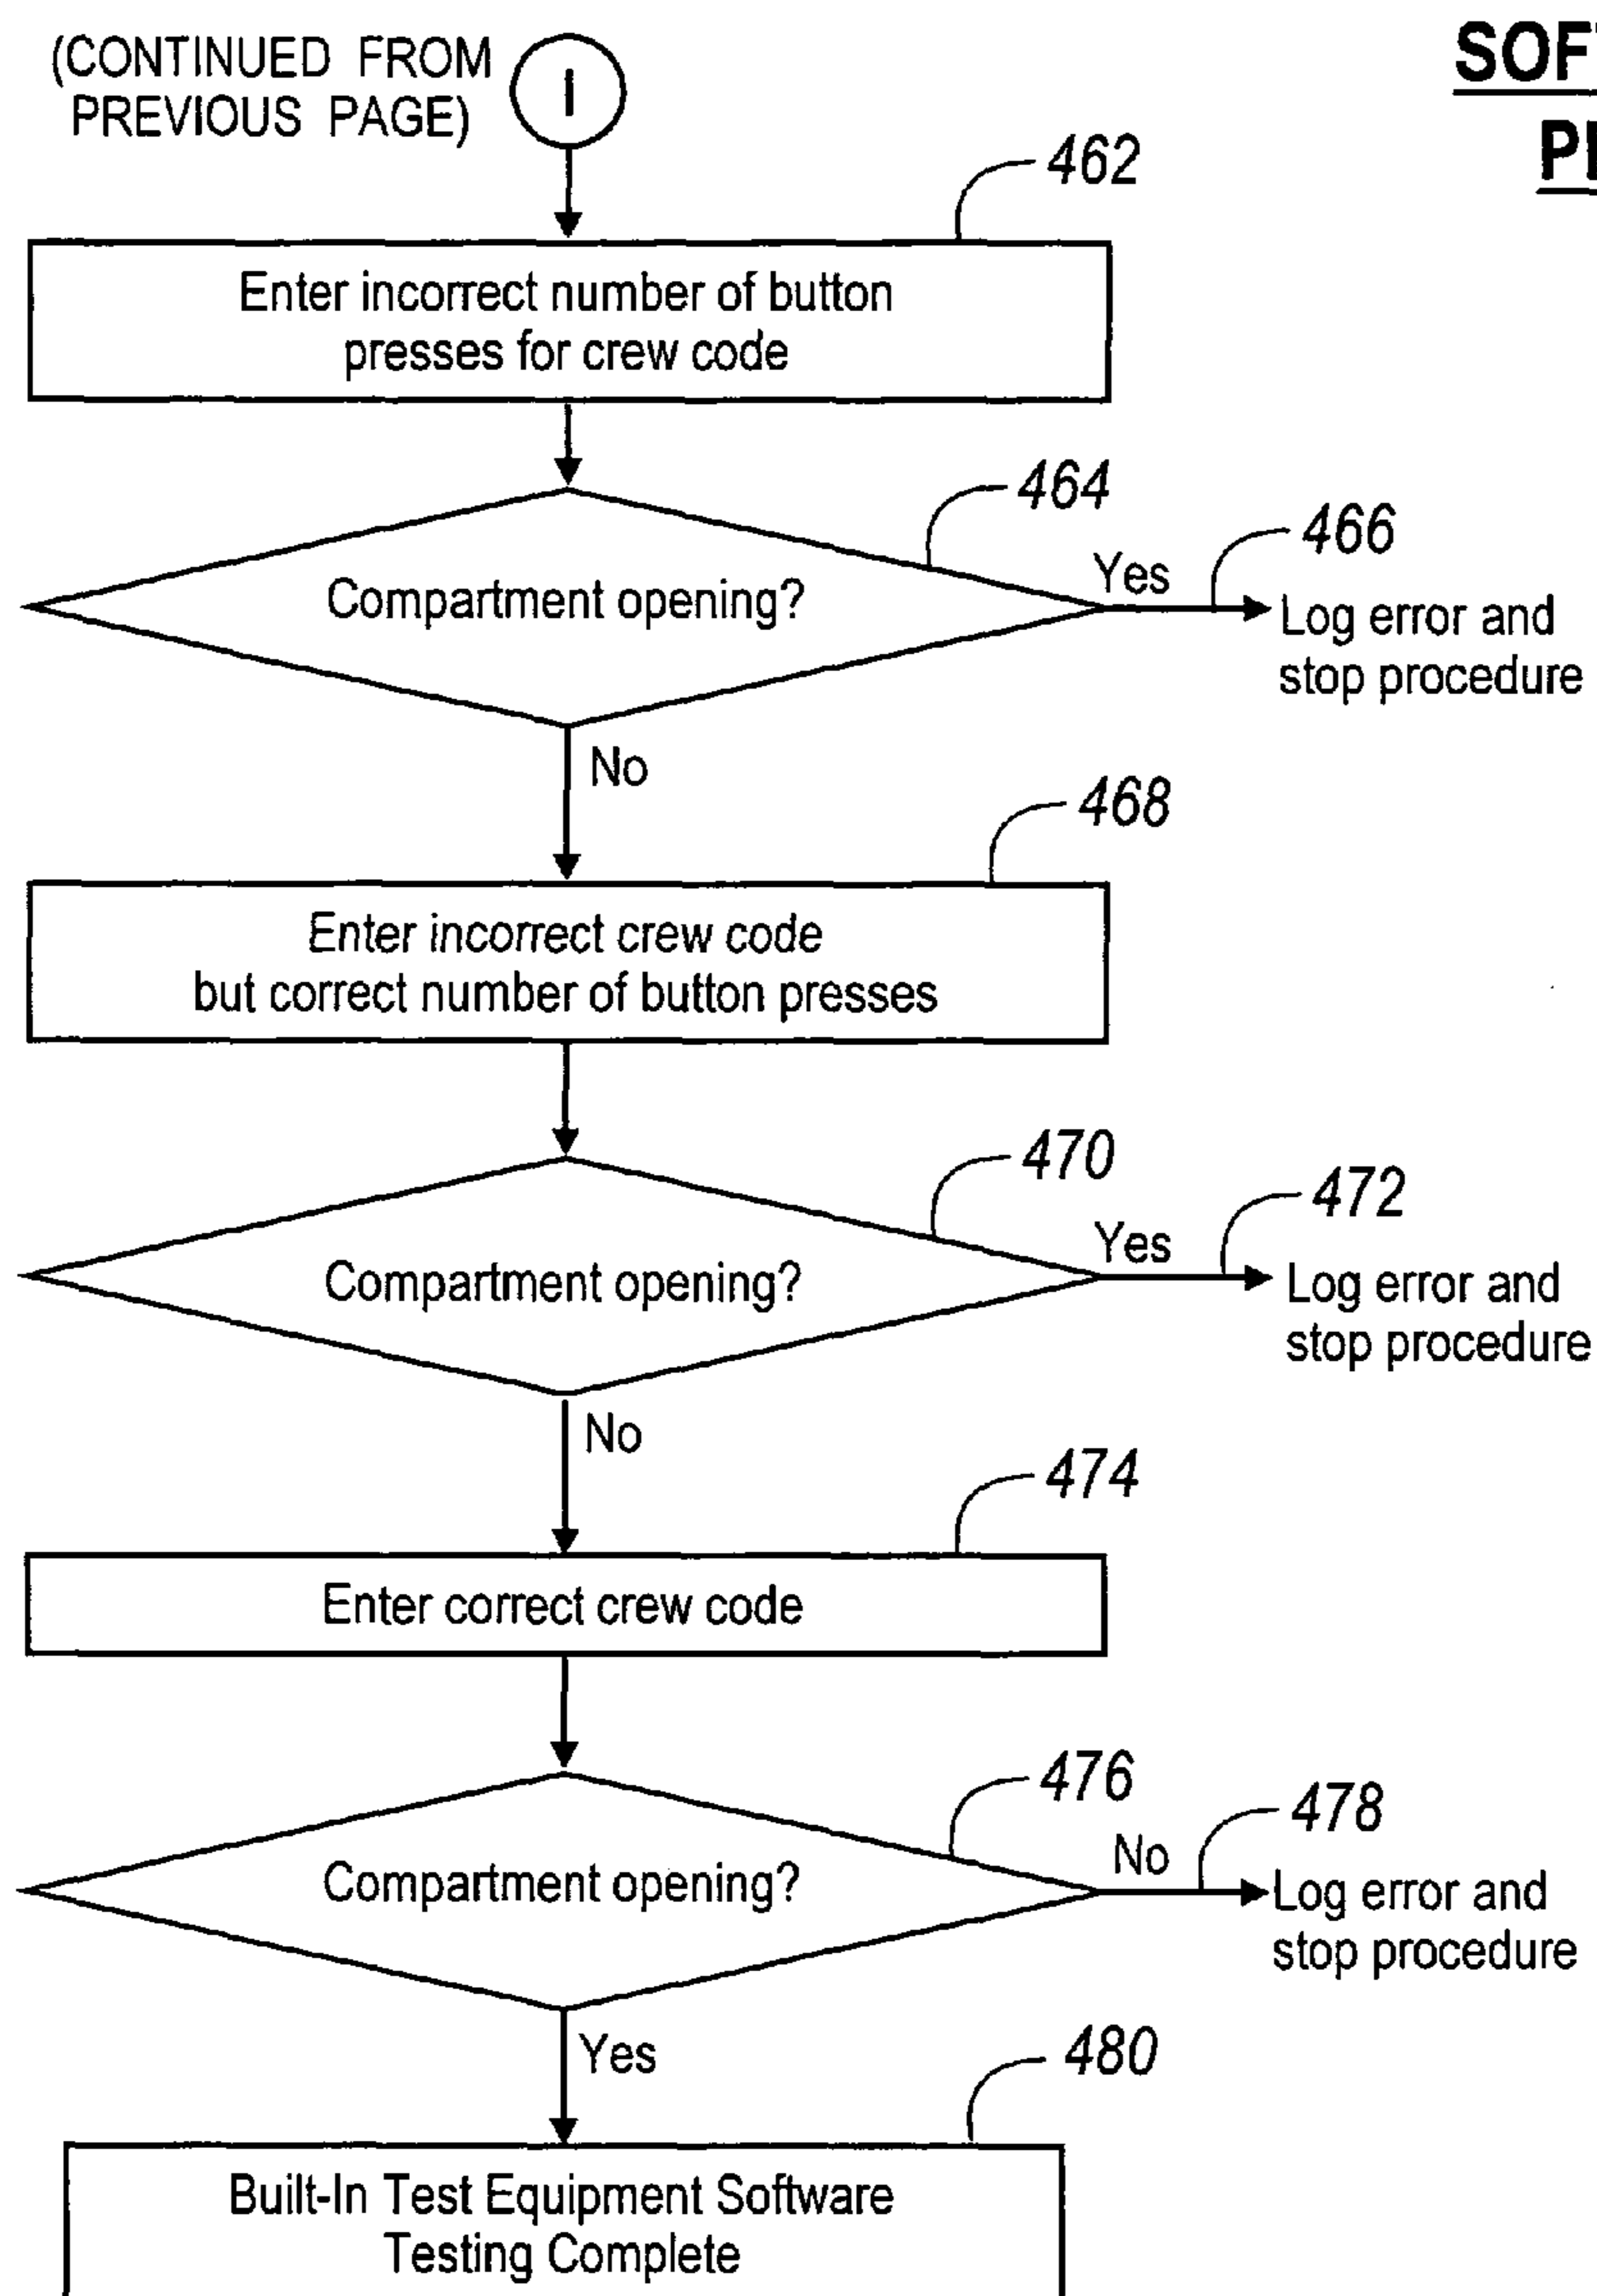 (CONTINUED FROM
PREVIOUS PAGE)
I
462
Enter incorrect number of button
presses for crew code
464
Compartment opening?
Yes
466
Log error and
stop procedure
No
468
Enter incorrect crew code
but correct number of button presses
470
Compartment opening?
Yes
472
Log error and
stop procedure
No
474
Enter correct crew code
476
Compartment opening?
No
478
Log error and
stop procedure
Yes
480
Built-In Test Equipment Software
Testing Complete